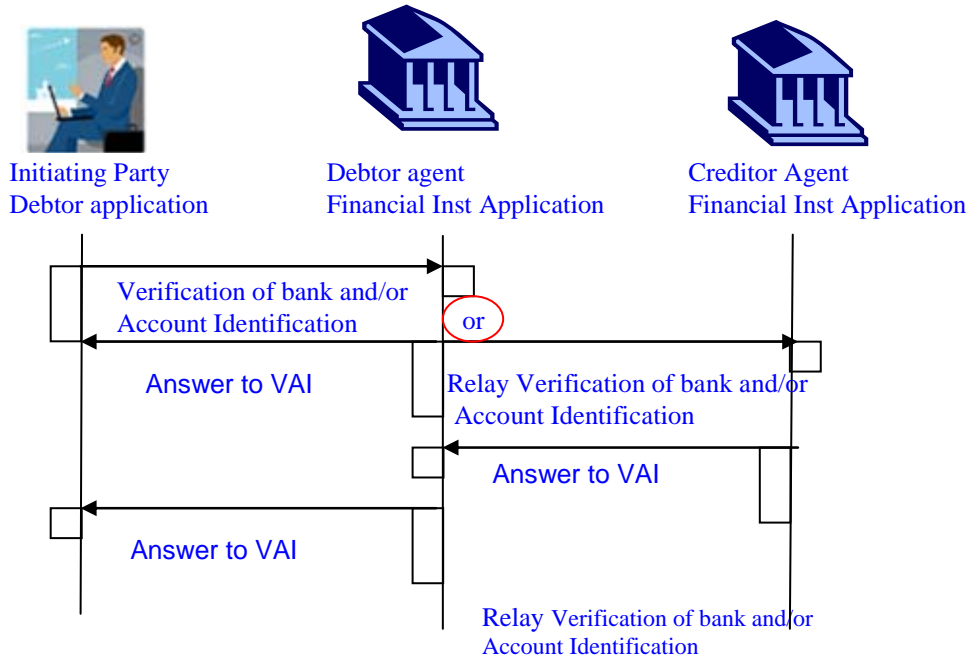 Initiating Party
Debtor application
Debtor agent
Financial Inst Application
Creditor Agent
Financial Inst Application
Verification of bank and/or
Account Identification
or
Answer to VAI
Relay Verification of bank and/or
Account Identification
Answer to VAI
Answer to VAI
Relay Verification of bank and/or
Account Identification